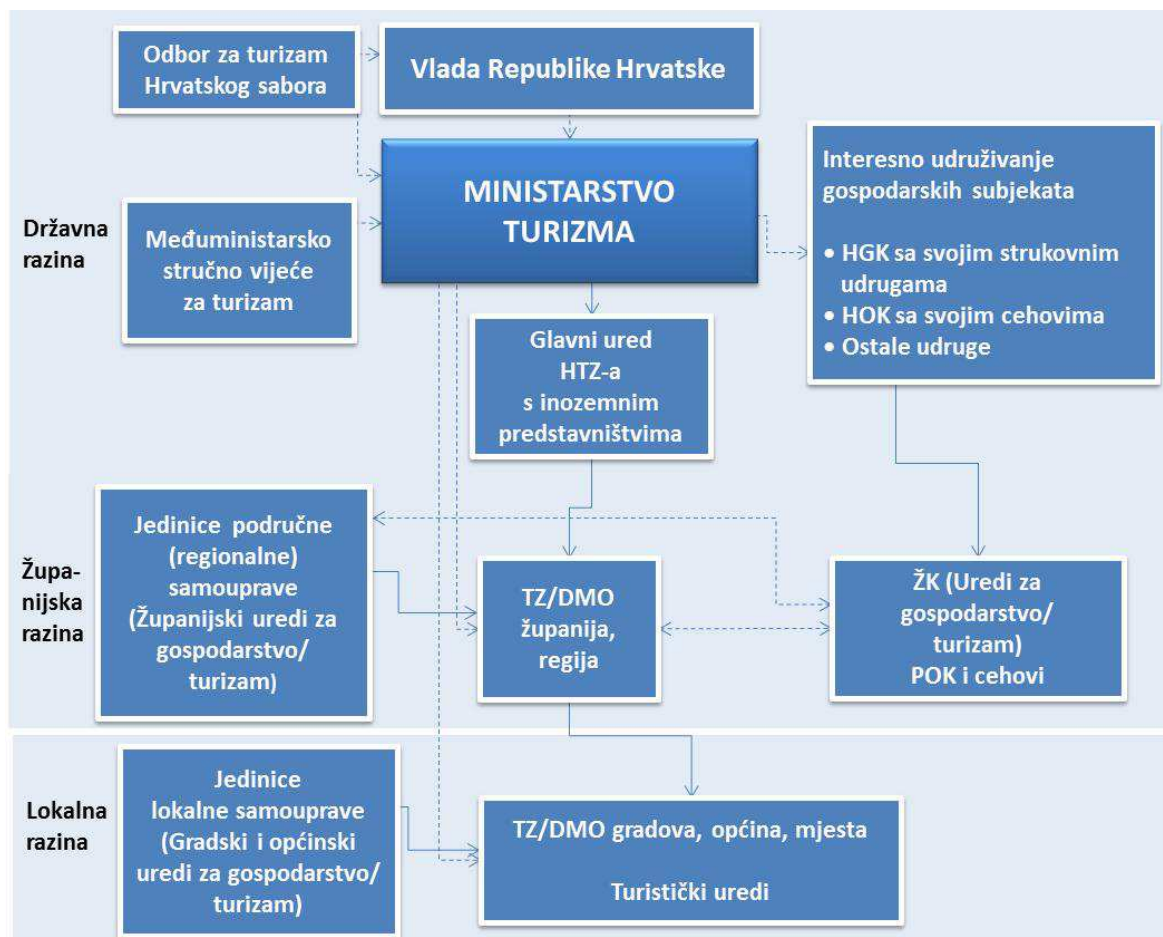 Odbor za turizam
Hrvatskog sabora
Vlada Republike Hrvatske
Državna
razina
MINISTARSTVO
TURIZMA
Međuministarsko
stručno vijeće
za turizam
Interesno udruživanje
gospodarskih subjekata
• HGK sa svojim strukovnim
udrugama
• HOK sa svojim cehovima
• Ostale udruge
Glavni ured
HTZ-a
s inozemnim
predstavništvima
Župa-
nijska
razina
Jedinice područne
(regionalne)
samouprave
(Županijski uredi za
gospodarstvo/
turizam)
TZ/DMO
županija,
regija
ŽK (Uredi za
gospodarstvo/
turizam)
POK i cehovi
Lokalna
razina
Jedinice
lokalne samouprave
(Gradski i općinski
uredi za gospodarstvo/
turizam)
TZ/DMO gradova, općina, mjesta
Turistički uredi